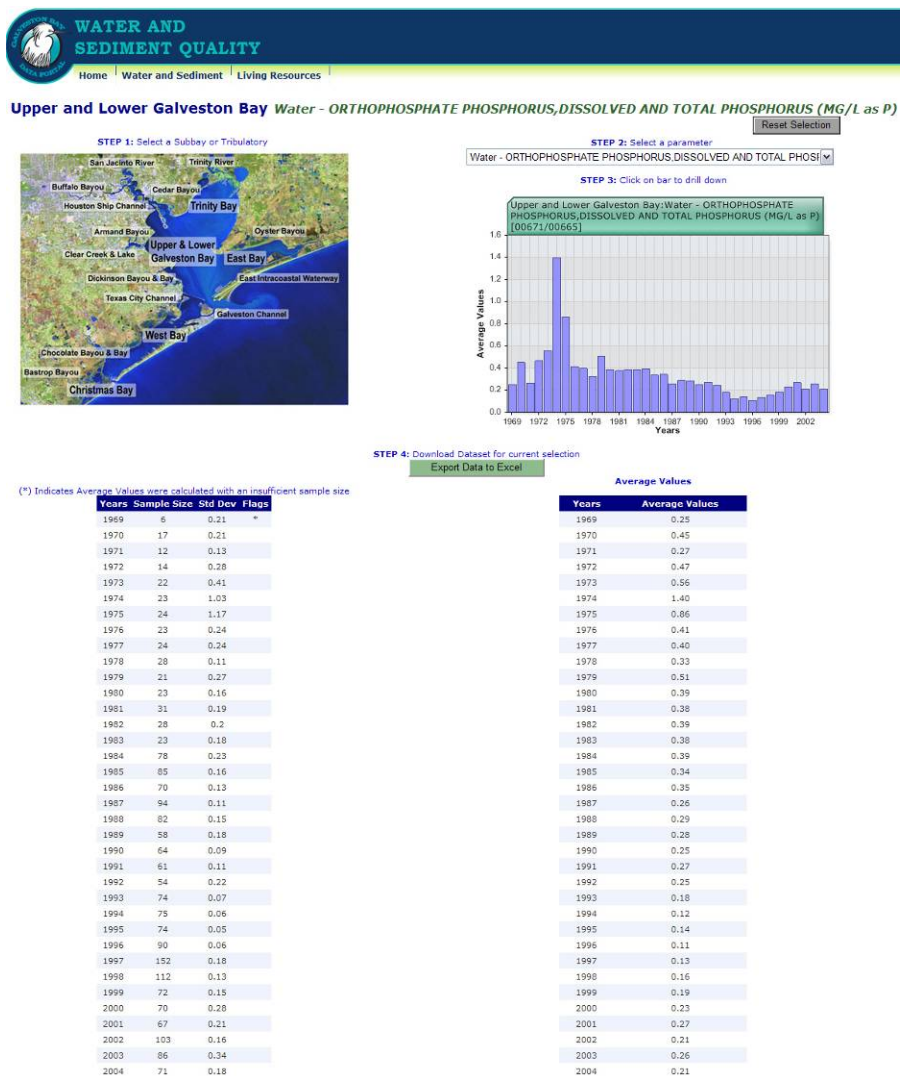 GALVESTON BAY
DATA PORTAL
WATER AND
SEDIMENT QUALITY
Home Water and Sediment Living Resources
Upper and Lower Galveston Bay Water - ORTHOPHOSPHATE PHOSPHORUS,DISSOLVED AND TOTAL PHOSPHORUS (MG/L as P)
Reset Selection
STEP 1: Select a Subbay or Tribulatory
San Jacinto River
Trinity River
Buffalo Bayou
Cedar Bayou
Houston Ship Channel
Trinity Bay
Armand Bayou
Oyster Bayou
Upper & Lower
Galveston Bay
Clear Creek & Lake
East Bay
Dickinson Bayou & Bay
East Intracoastal Waterway
Texas City Channel
Galveston Channel
West Bay
Chocolate Bayou & Bay
Bastrop Bayou
Christmas Bay
STEP 2: Select a parameter
Water - ORTHOPHOSPHATE PHOSPHORUS,DISSOLVED AND TOTAL PHOSF
STEP 3: Click on bar to drill down
Upper and Lower Galveston Bay:Water - ORTHOPHOSPHATE
PHOSPHORUS,DISSOLVED AND TOTAL PHOSPHORUS (MG/L as P)
[00671/00665]
1.6
1.4
1.2
1.0
0.8
0.6
0.4
0.2
0.0
Average Values
1969 1972 1975 1978 1981 1984 1987 1990 1993 1996 1999 2002
Years
STEP 4: Download Dataset for current selection
Export Data to Excel
(*) Indicates Average Values were calculated with an insufficient sample size
Years Sample Size Std Dev Flags
1969 6 0.21 *
1970 17 0.21
1971 12 0.13
1972 14 0.28
1973 22 0.41
1974 23 1.03
1975 24 1.17
1976 23 0.24
1977 24 0.24
1978 28 0.11
1979 21 0.27
1980 23 0.16
1981 31 0.19
1982 28 0.2
1983 23 0.18
1984 78 0.23
1985 85 0.16
1986 70 0.13
1987 94 0.11
1988 82 0.15
1989 58 0.18
1990 64 0.09
1991 61 0.11
1992 54 0.22
1993 74 0.07
1994 75 0.06
1995 74 0.05
1996 90 0.06
1997 152 0.18
1998 112 0.13
1999 72 0.15
2000 70 0.28
2001 67 0.21
2002 103 0.16
2003 86 0.34
2004 71 0.18
Average Values
Years Average Values
1969 0.25
1970 0.45
1971 0.27
1972 0.47
1973 0.56
1974 1.40
1975 0.86
1976 0.41
1977 0.40
1978 0.33
1979 0.51
1980 0.39
1981 0.38
1982 0.39
1983 0.38
1984 0.39
1985 0.34
1986 0.35
1987 0.26
1988 0.29
1989 0.28
1990 0.25
1991 0.27
1992 0.25
1993 0.18
1994 0.12
1995 0.14
1996 0.11
1997 0.13
1998 0.16
1999 0.19
2000 0.23
2001 0.27
2002 0.21
2003 0.26
2004 0.21